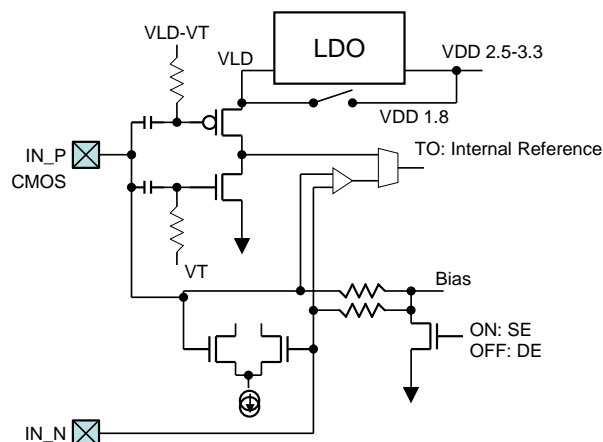 VLD-VT
LDO
VLD
VDD 2.5-3.3
VDD 1.8
TO: Internal Reference
IN_P
CMOS
VT
Bias
ON: SE
OFF: DE
IN_N